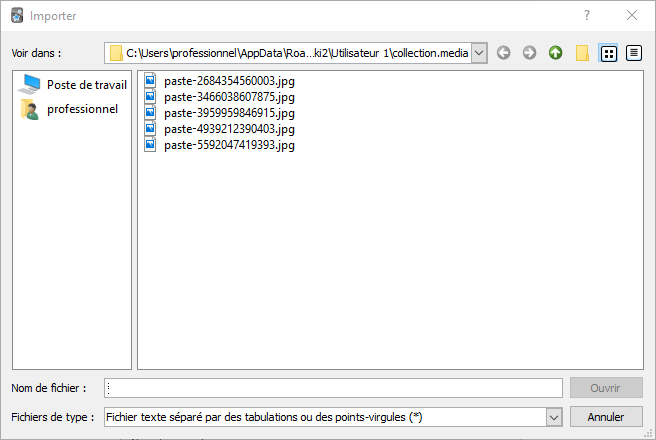 Importer
?
Voir dans :
C:\Users\professionnel\AppData\Roa...ki2\Utilisateur 1\collection.media
Poste de travail
professionnel
paste-2684354560003.jpg
paste-3466038607875.jpg
paste-3959959846915.jpg
paste-4939212390403.jpg
paste-5592047419393.jpg
Nom de fichier :
Ouvrir
Fichiers de type :
Fichier texte séparé par des tabulations ou des points-virgules (*)
Annuler